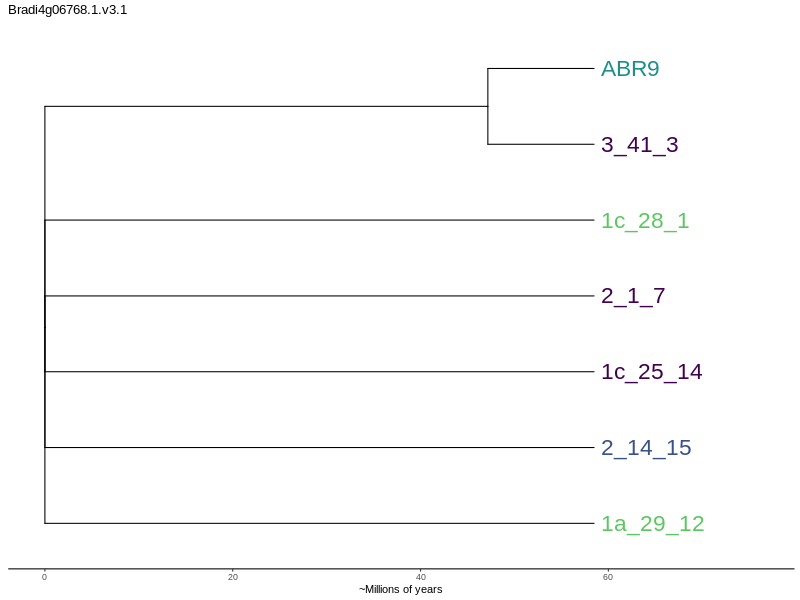 Bradi4g06768.1.v3.1
ABR9
3_41_3
1c_28_1
2_1_7
1c_25_14
2_14_15
1a_29_12
0 20 40 60
~Millions of years